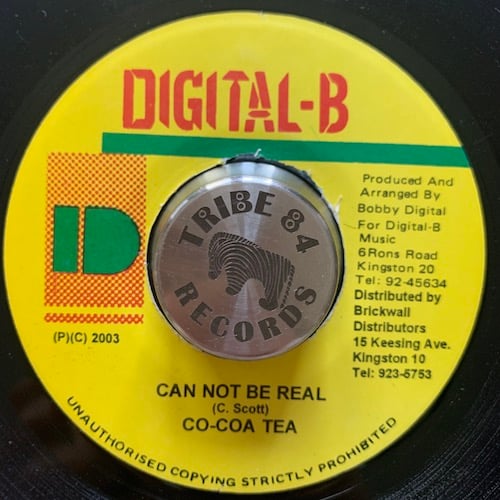 DIGITAL-B
TRIBE 84
RECORDS
Produced And
Arranged By
Bobby Digital
For Digital-B
Music
6Rons Road
Kingston 20
Tel: 92-45634
Distributed by
Brickwall
Distributors
15 Keesing Ave.
Kingston 10
Tel: 923-5753
D
(P)(C) 2003
CAN NOT BE REAL
(C. Scott)
CO-COA TEA
UNAUTHORISED COPYING STRICTLY PROHIBITED